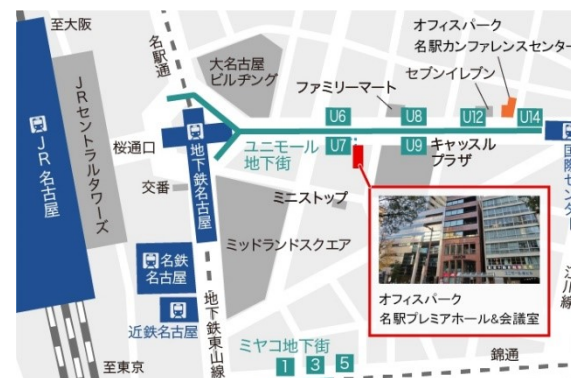 至大阪
名駅通
オフィスパーク
名駅カンファレンスセンター
大名古屋
ビルヂング
ファミリーマート
セブンイレブン
JRセントラルタワーズ
JR名古屋
桜通口
地下鉄名古屋
U6
U8
U12
U14
ユニモール
地下街
U7
U9
キャッスル
プラザ
国際センター
交番
ミニストップ
ミッドランドスクエア
名鉄
名古屋
近鉄名古屋
地下鉄東山線
江川線
オフィスパーク
名駅プレミアホール&会議室
ミヤコ地下街
1 3 5
錦通
至東京